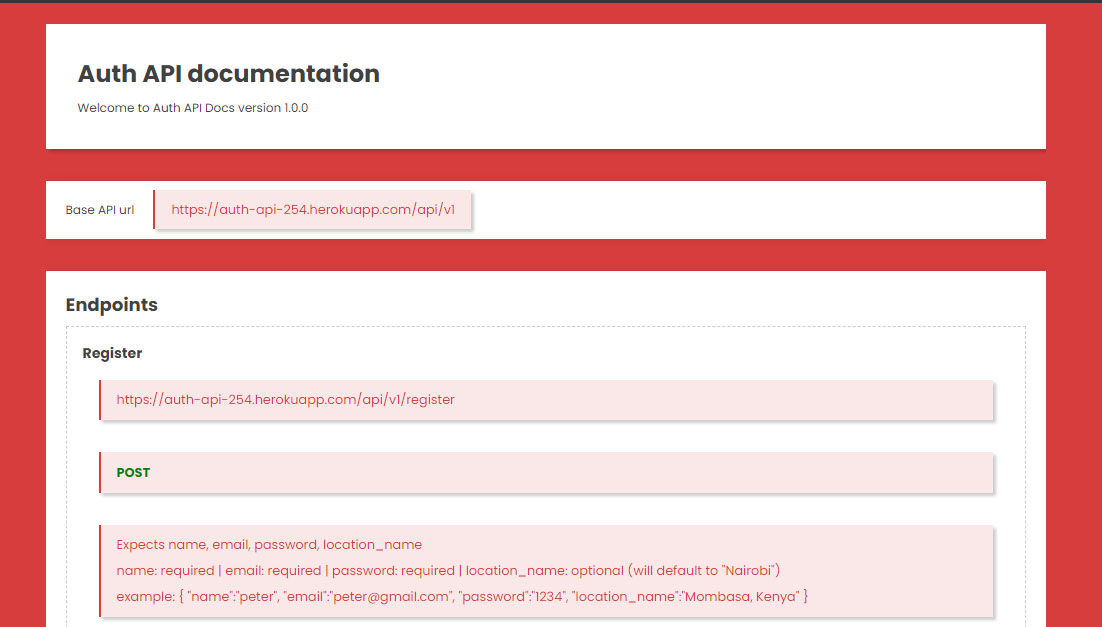 Auth API documentation
Welcome to Auth API Docs version 1.0.0
Base API url
https://auth-api-254.herokuapp.com/api/v1
Endpoints
Register
https://auth-api-254.herokuapp.com/api/v1/register
POST
Expects name, email, password, location_name
name: required | email: required | password: required | location_name: optional (will default to "Nairobi")
example: { "name":"peter", "email":"peter@gmail.com", "password":"1234", "location_name":"Mombasa, Kenya" }